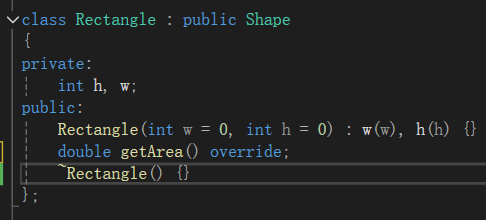 class Rectangle : public Shape
{
private:
    int h, w;
public:
    Rectangle(int w = 0, int h = 0) : w(w), h(h) {}
    double getArea() override;
    ~Rectangle() {}
};